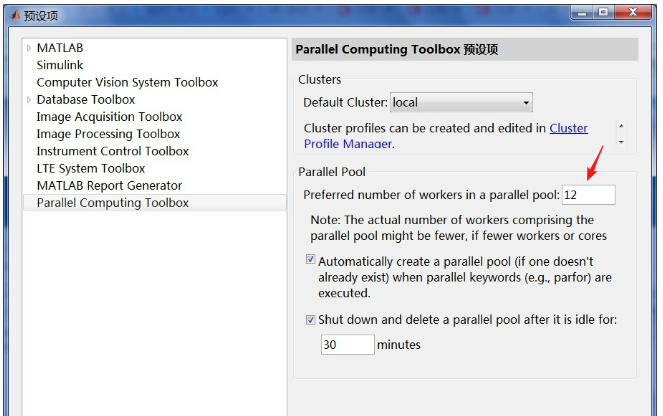 预设项
MATLAB
Simulink
Computer Vision System Toolbox
Database Toolbox
Image Acquisition Toolbox
Image Processing Toolbox
Instrument Control Toolbox
LTE System Toolbox
MATLAB Report Generator
Parallel Computing Toolbox
Parallel Computing Toolbox 预设项
Clusters
Default Cluster: local
Cluster profiles can be created and edited in Cluster
Profile Manager.
Parallel Pool
Preferred number of workers in a parallel pool: 12
Note: The actual number of workers comprising the
parallel pool might be fewer, if fewer workers or cores
Automatically create a parallel pool (if one doesn't
already exist) when parallel keywords (e.g., parfor) are
executed.
Shut down and delete a parallel pool after it is idle for:
30 minutes